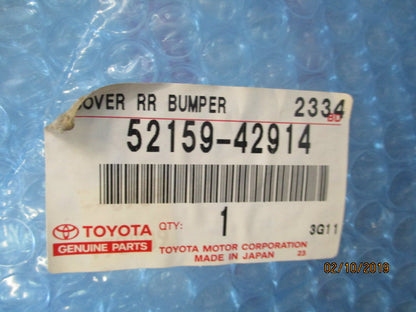 OVER RR BUMPER 2334
BU
52159-42914
TOYOTA QTY: 1 3G11
GENUINE PARTS TOYOTA MOTOR CORPORATION
MADE IN JAPAN 23
02/10/2019